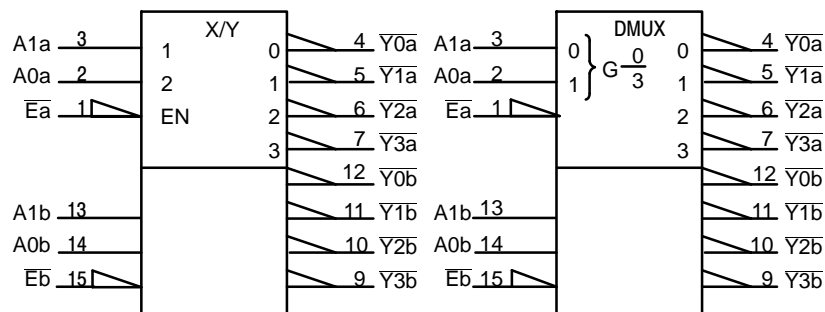 X/Y DMUX
A1a 3 1 0 4 Y0a A1a 3 0 0 4 Y0a
A0a 2 2 1 5 Y1a A0a 2 1 } G 0/3 1 5 Y1a
Ea 1 EN 2 6 Y2a Ea 1 2 6 Y2a
3 7 Y3a 3 7 Y3a
12 Y0b 12 Y0b
A1b 13 11 Y1b A1b 13 11 Y1b
A0b 14 10 Y2b A0b 14 10 Y2b
Eb 15 9 Y3b Eb 15 9 Y3b